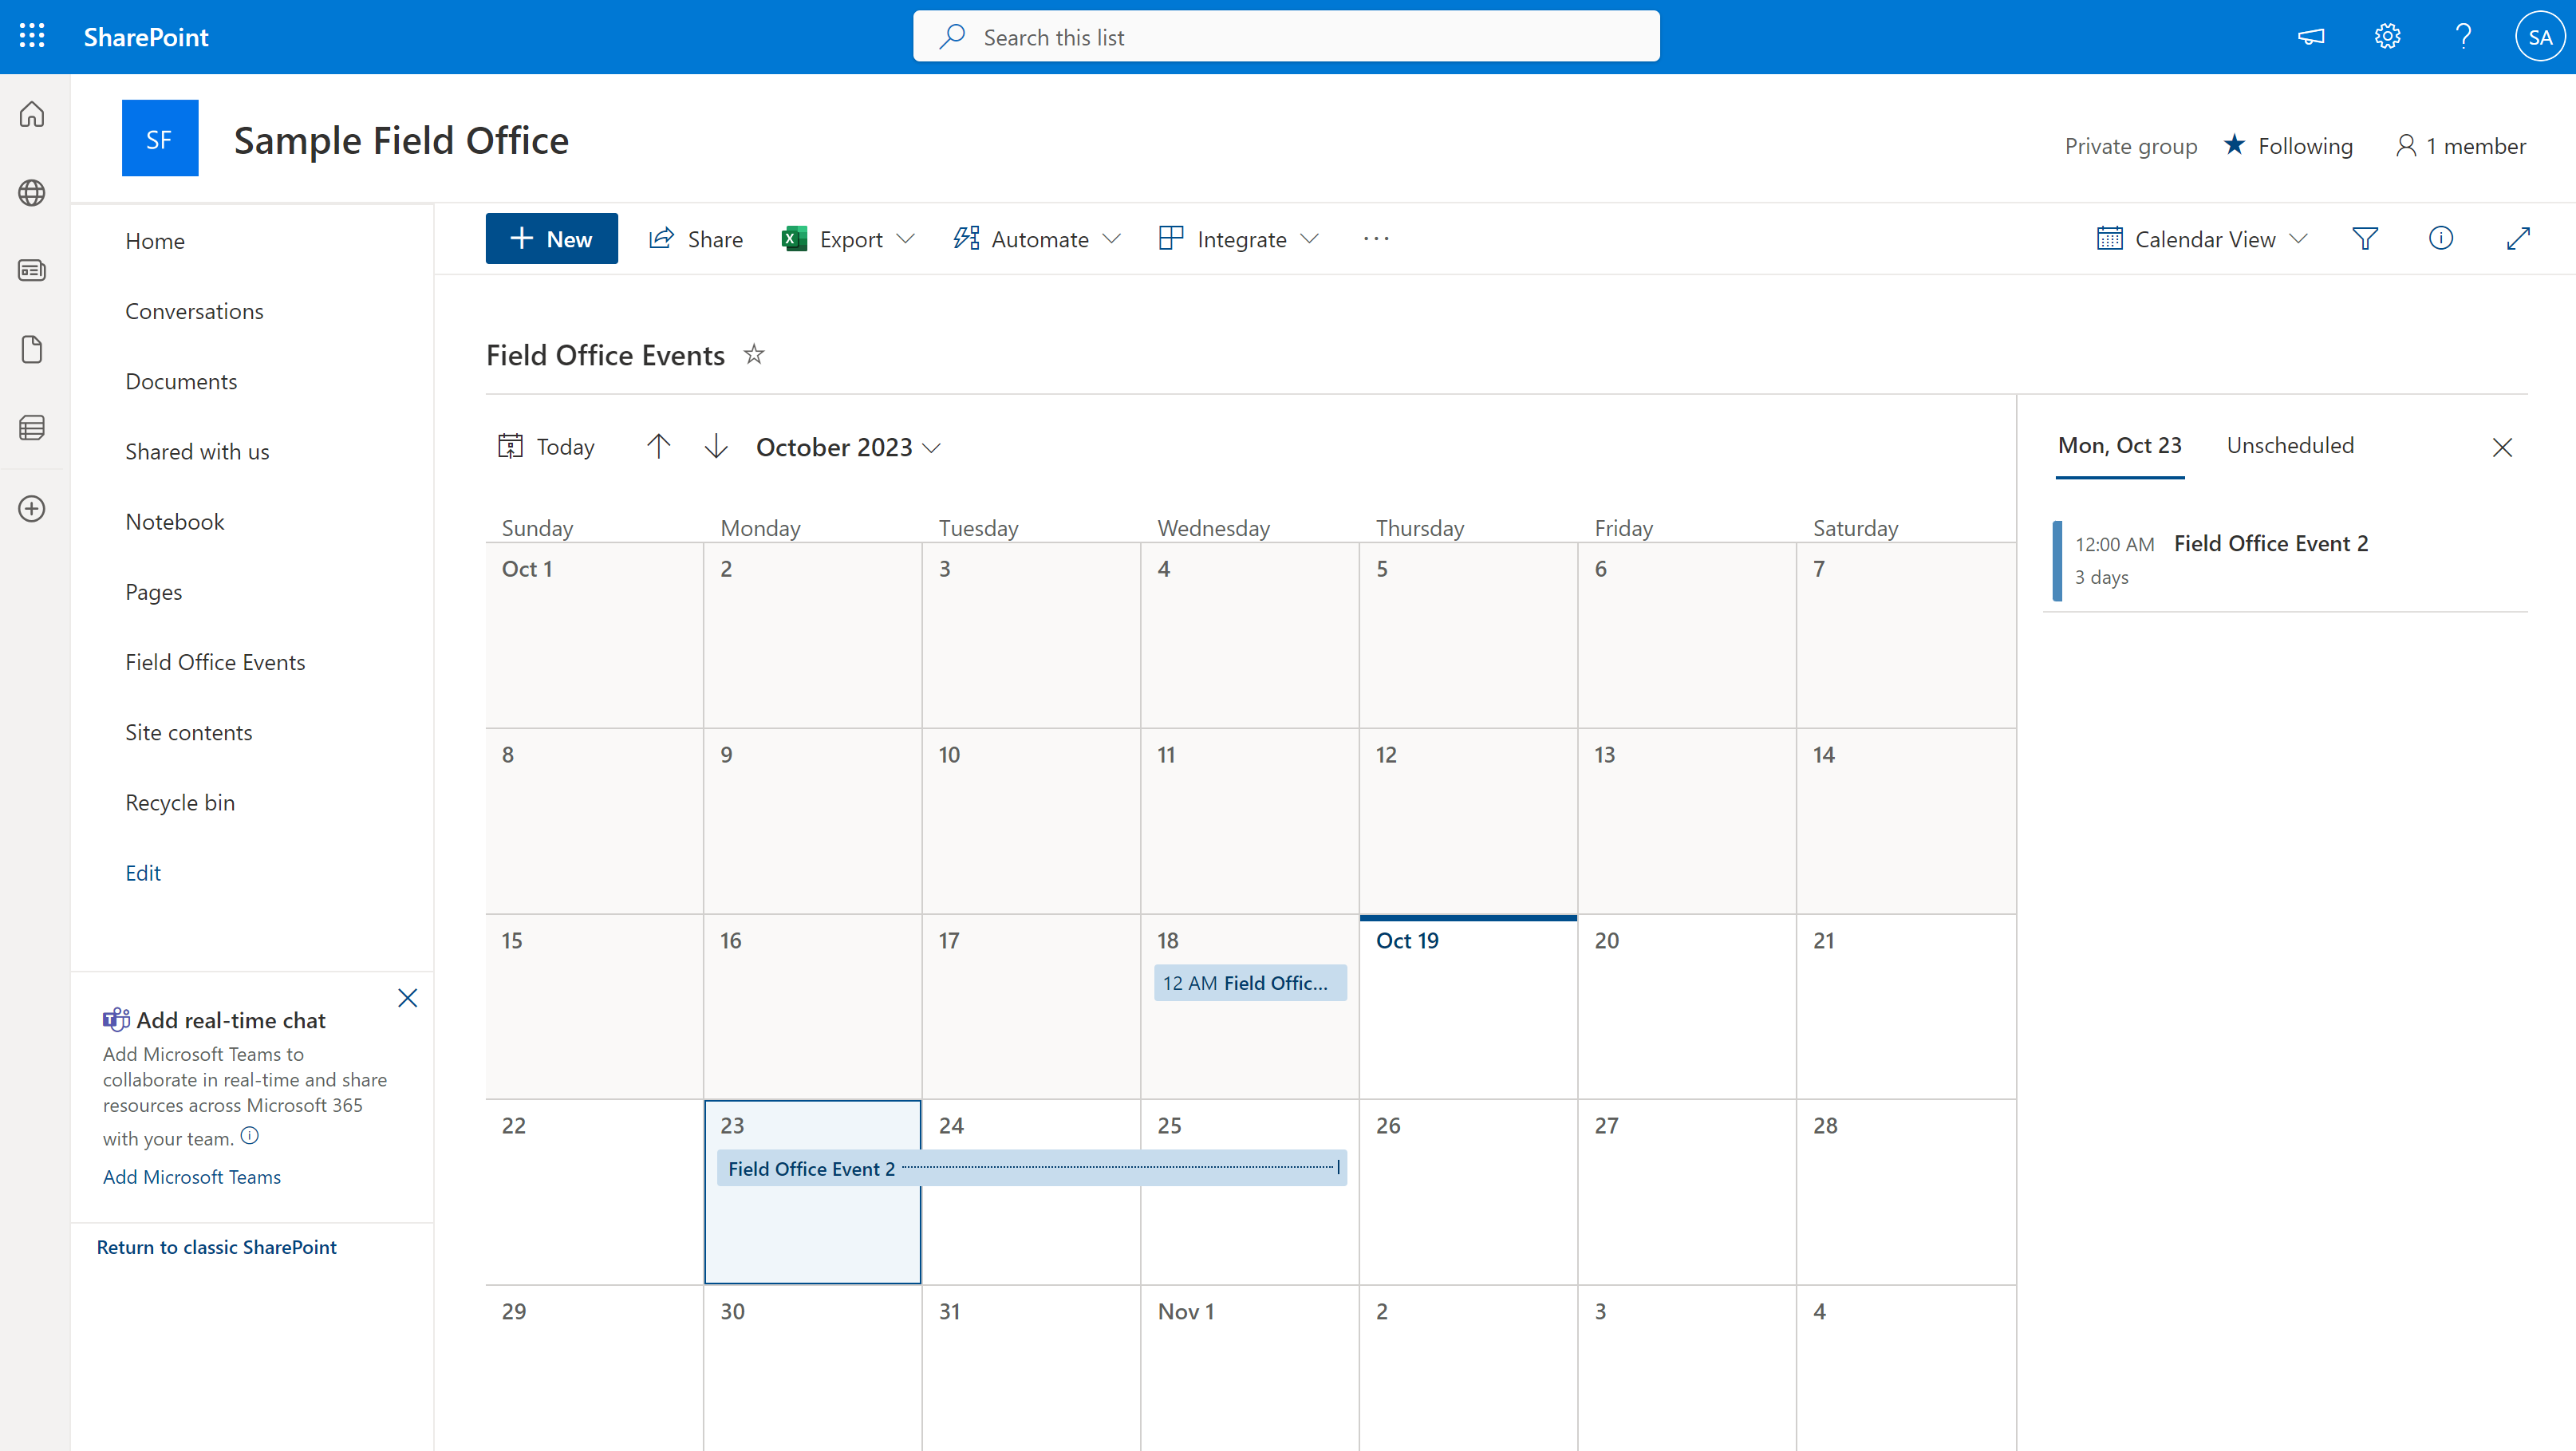 SharePoint
Search this list
SA
SF
Sample Field Office
Private group
Following
1 member
Home
Conversations
Documents
Shared with us
Notebook
Pages
Field Office Events
Site contents
Recycle bin
Edit
Add real-time chat
Add Microsoft Teams to
collaborate in real-time and share
resources across Microsoft 365
with your team.
Add Microsoft Teams
Return to classic SharePoint
New
Share
Export
Automate
Integrate
...
Calendar View
Field Office Events
Today
October 2023
Sunday Monday Tuesday Wednesday Thursday Friday Saturday
Oct 1 2 3 4 5 6 7
8 9 10 11 12 13 14
15 16 17 18 Oct 19 20 21
12 AM Field Offic...
22 23 24 25 26 27 28
Field Office Event 2
29 30 31 Nov 1 2 3 4
Mon, Oct 23
Unscheduled
12:00 AM Field Office Event 2
3 days